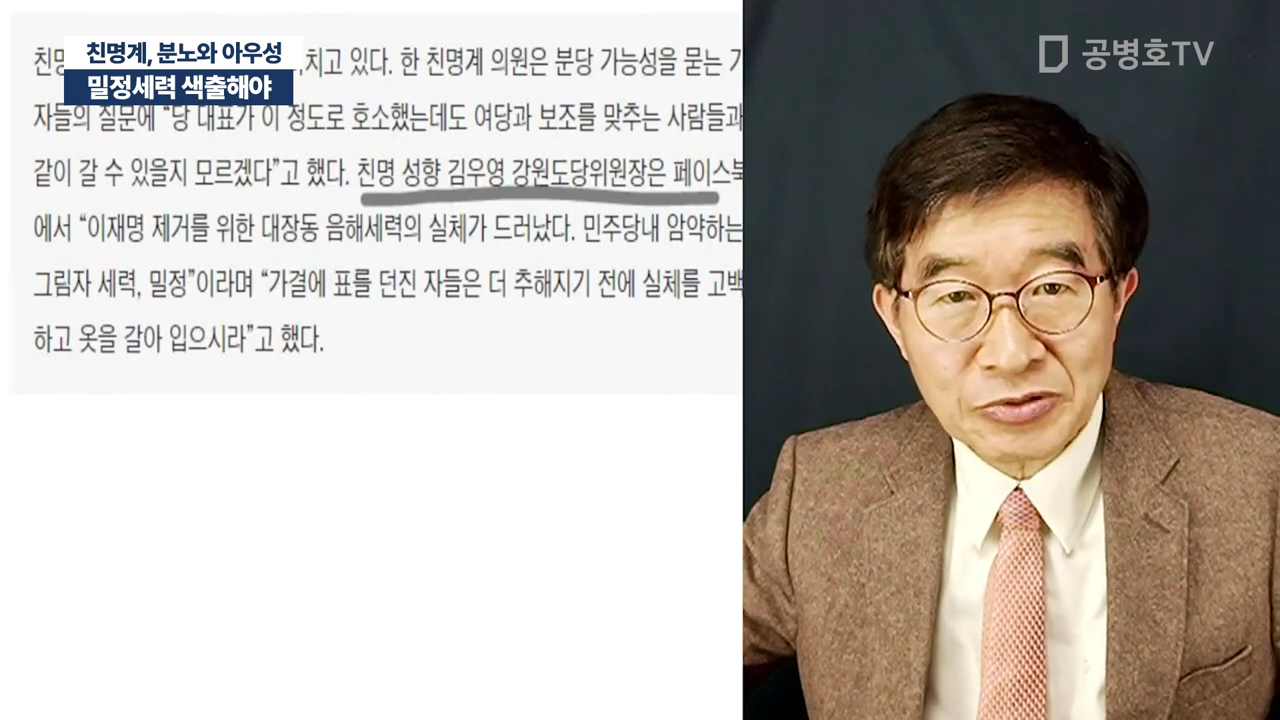 친명계, 분노와 아우성
밀정세력 색출해야
공병호TV
치고 있다. 한 친명계 의원은 분당 가능성을 묻는
자들의 질문에 “당 대표가 이 정도로 호소했는데도 여당과 보조를 맞추는 사람들과
같이 갈 수 있을지 모르겠다”고 했다. 친명 성향 김우영 강원도당위원장은 페이스북
에서 “이재명 제거를 위한 대장동 음해세력의 실체가 드러났다. 민주당내 암약하는
그림자 세력, 밀정”이라며 “가결에 표를 던진 자들은 더 추해지기 전에 실체를 고백
하고 옷을 갈아 입으시라”고 했다.